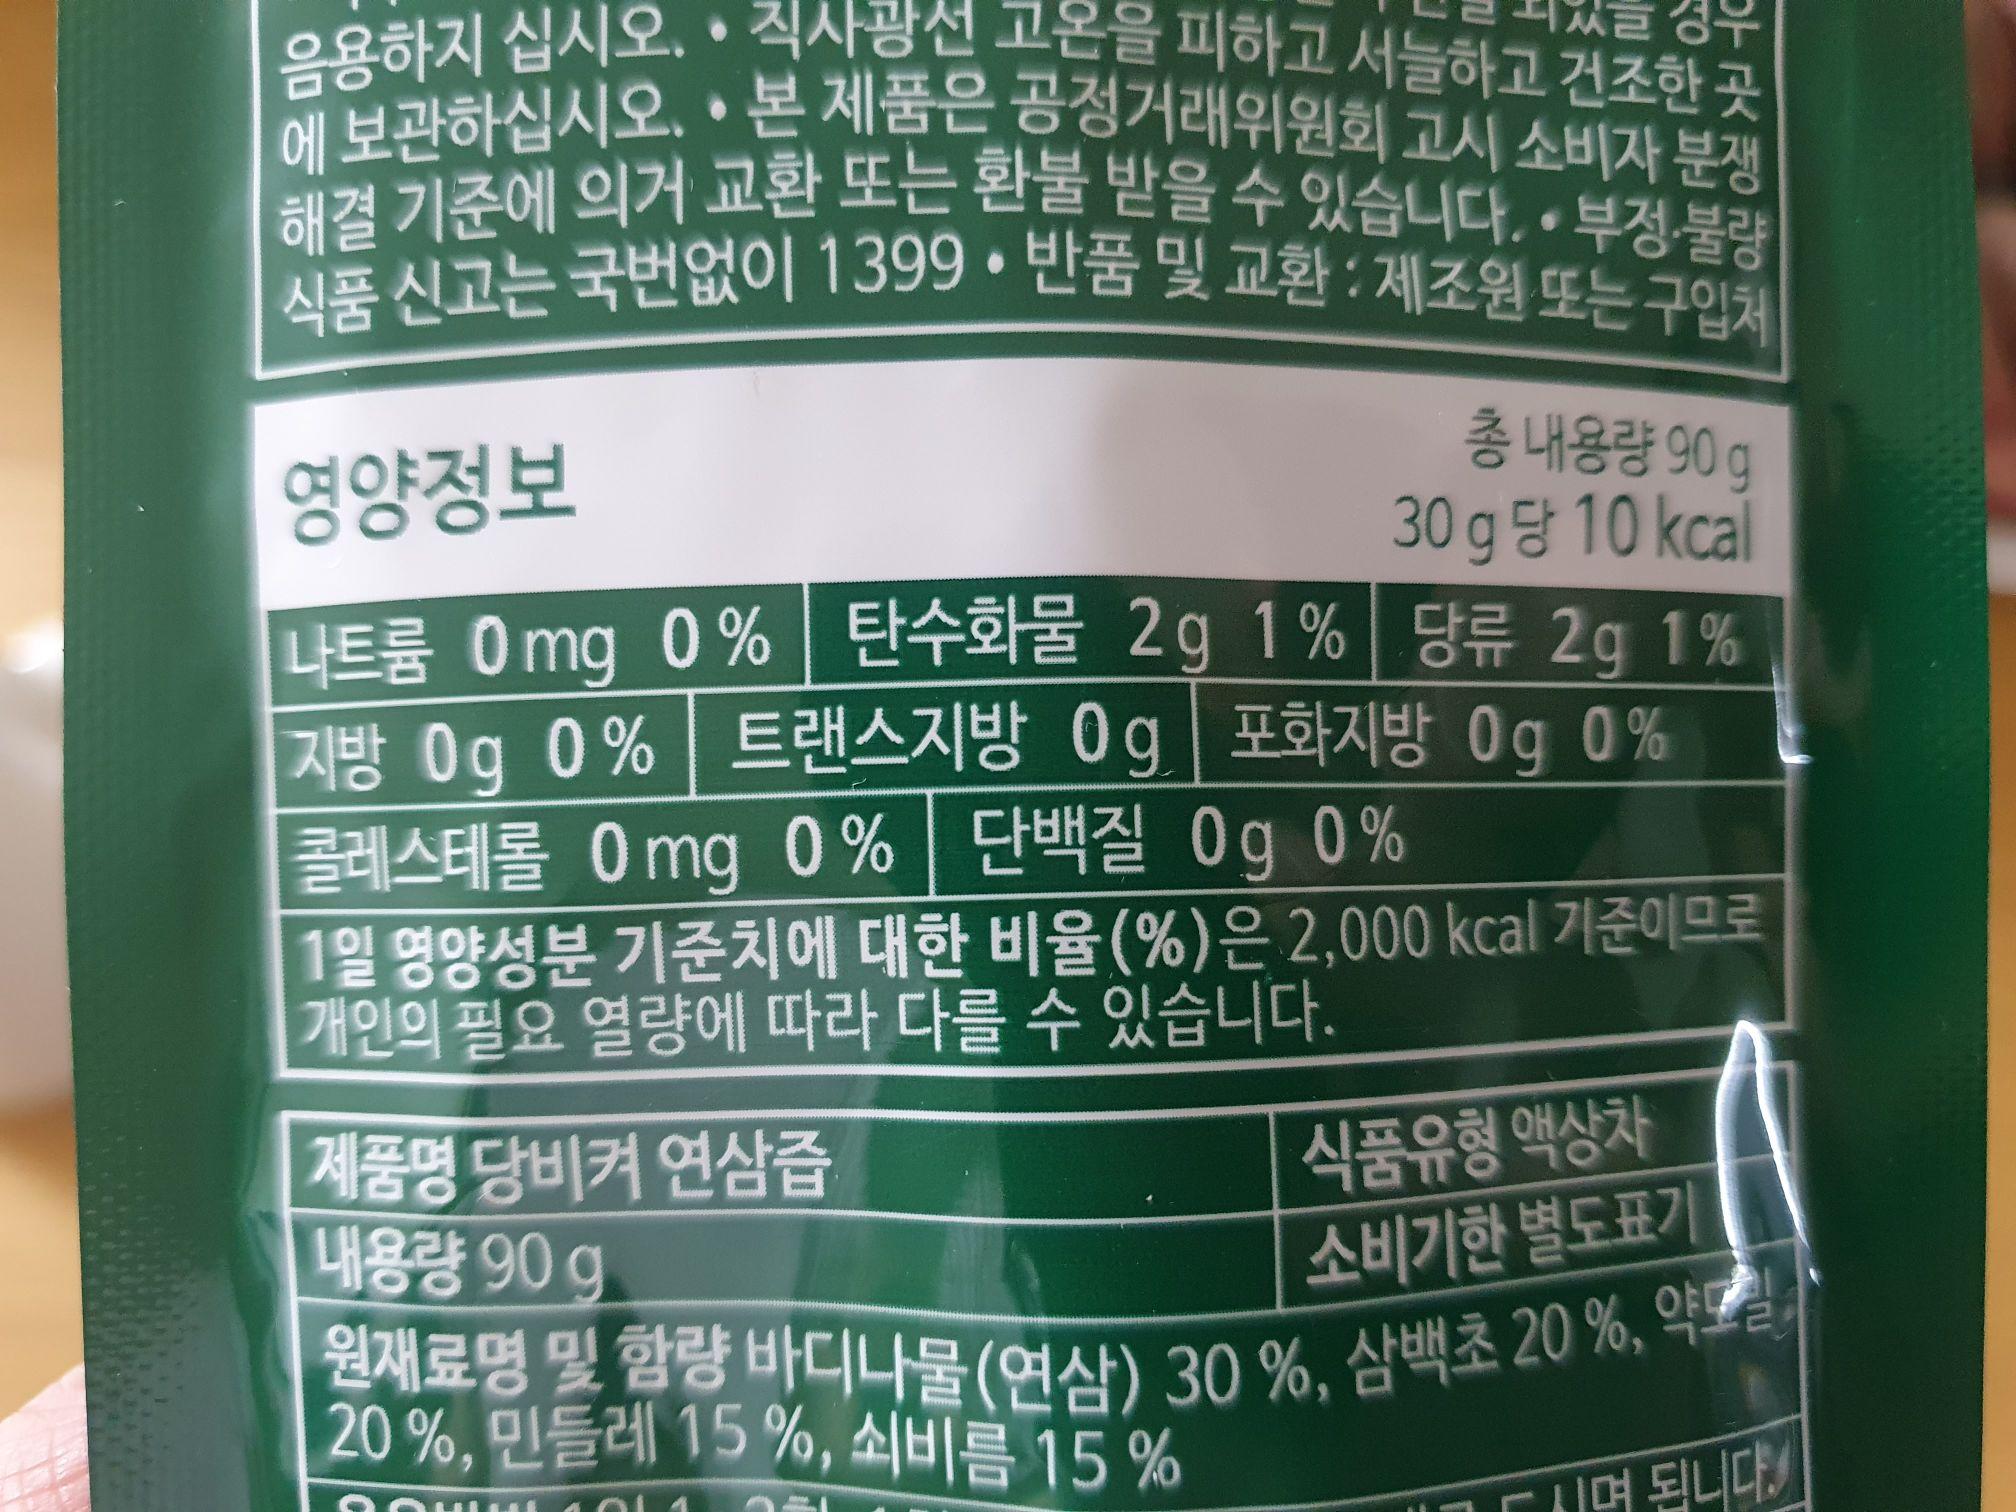 경우
음용하지 십시오. • 직사광선 고온을 피하고 서늘하고 건조한 곳
에 보관하십시오. • 본 제품은 공정거래위원회 고시 소비자 분쟁
해결 기준에 의거 교환 또는 환불 받을 수 있습니다. • 부정·불량
식품 신고는 국번없이 1399 • 반품 및 교환 : 제조원 또는 구입처
영양정보
총 내용량 90 g
30 g 당 10 kcal
나트륨 0 mg 0 % 탄수화물 2 g 1 % 당류 2 g 1 %
지방 0 g 0 % 트랜스지방 0 g 포화지방 0 g 0 %
콜레스테롤 0 mg 0 % 단백질 0 g 0 %
1일 영양성분 기준치에 대한 비율(%)은 2,000 kcal 기준이므로
개인의 필요 열량에 따라 다를 수 있습니다.
제품명 당비켜 연삼즙 식품유형 액상차
내용량 90 g 소비기한 별도표기
원재료명 및 함량 바디나물(연삼) 30 %, 삼백초 20 %, 약모밀
20 %, 민들레 15 %, 쇠비름 15 %
됩니다.